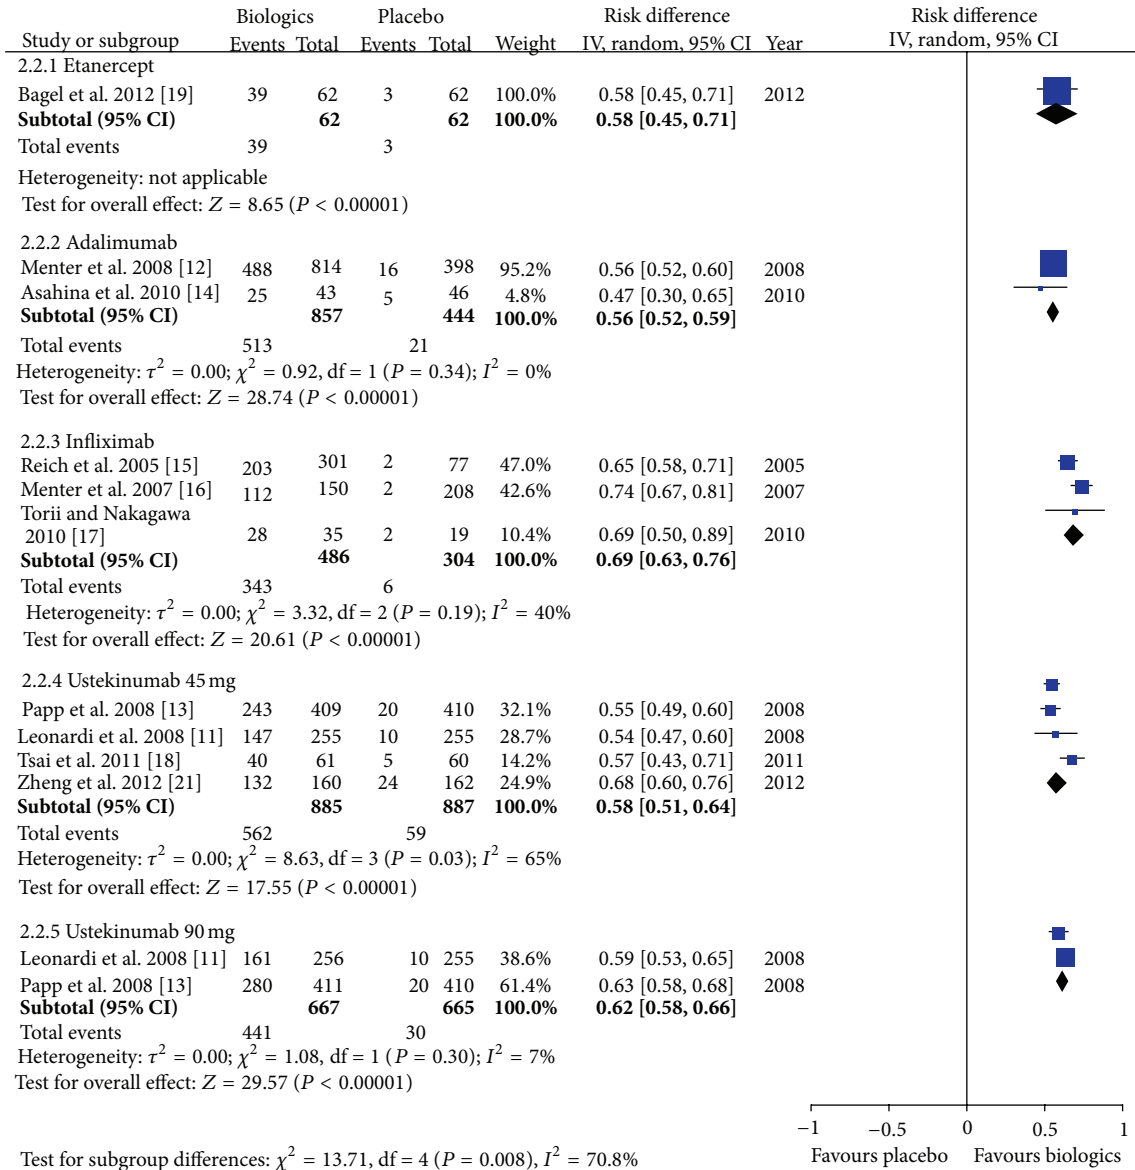 Biologics Placebo Risk difference Risk difference
Study or subgroup Events Total Events Total Weight IV, random, 95% CI Year IV, random, 95% CI
2.2.1 Etanercept
Bagel et al. 2012 [19] 39 62 3 62 100.0% 0.58 [0.45, 0.71] 2012
Subtotal (95% CI) 62 62 100.0% 0.58 [0.45, 0.71]
Total events 39 3
Heterogeneity: not applicable
Test for overall effect: Z = 8.65 (P < 0.00001)
2.2.2 Adalimumab
Menter et al. 2008 [12] 488 814 16 398 95.2% 0.56 [0.52, 0.60] 2008
Asahina et al. 2010 [14] 25 43 5 46 4.8% 0.47 [0.30, 0.65] 2010
Subtotal (95% CI) 857 444 100.0% 0.56 [0.52, 0.59]
Total events 513 21
Heterogeneity: τ² = 0.00; χ² = 0.92, df = 1 (P = 0.34); I² = 0%
Test for overall effect: Z = 28.74 (P < 0.00001)
2.2.3 Infliximab
Reich et al. 2005 [15] 203 301 2 77 47.0% 0.65 [0.58, 0.71] 2005
Menter et al. 2007 [16] 112 150 2 208 42.6% 0.74 [0.67, 0.81] 2007
Torii and Nakagawa
2010 [17] 28 35 2 19 10.4% 0.69 [0.50, 0.89] 2010
Subtotal (95% CI) 486 304 100.0% 0.69 [0.63, 0.76]
Total events 343 6
Heterogeneity: τ² = 0.00; χ² = 3.32, df = 2 (P = 0.19); I² = 40%
Test for overall effect: Z = 20.61 (P < 0.00001)
2.2.4 Ustekinumab 45 mg
Papp et al. 2008 [13] 243 409 20 410 32.1% 0.55 [0.49, 0.60] 2008
Leonardi et al. 2008 [11] 147 255 10 255 28.7% 0.54 [0.47, 0.60] 2008
Tsai et al. 2011 [18] 40 61 5 60 14.2% 0.57 [0.43, 0.71] 2011
Zheng et al. 2012 [21] 132 160 24 162 24.9% 0.68 [0.60, 0.76] 2012
Subtotal (95% CI) 885 887 100.0% 0.58 [0.51, 0.64]
Total events 562 59
Heterogeneity: τ² = 0.00; χ² = 8.63, df = 3 (P = 0.03); I² = 65%
Test for overall effect: Z = 17.55 (P < 0.00001)
2.2.5 Ustekinumab 90 mg
Leonardi et al. 2008 [11] 161 256 10 255 38.6% 0.59 [0.53, 0.65] 2008
Papp et al. 2008 [13] 280 411 20 410 61.4% 0.63 [0.58, 0.68] 2008
Subtotal (95% CI) 667 665 100.0% 0.62 [0.58, 0.66]
Total events 441 30
Heterogeneity: τ² = 0.00; χ² = 1.08, df = 1 (P = 0.30); I² = 7%
Test for overall effect: Z = 29.57 (P < 0.00001)
−1 −0.5 0 0.5 1
Test for subgroup differences: χ² = 13.71, df = 4 (P = 0.008), I² = 70.8% Favours placebo Favours biologics